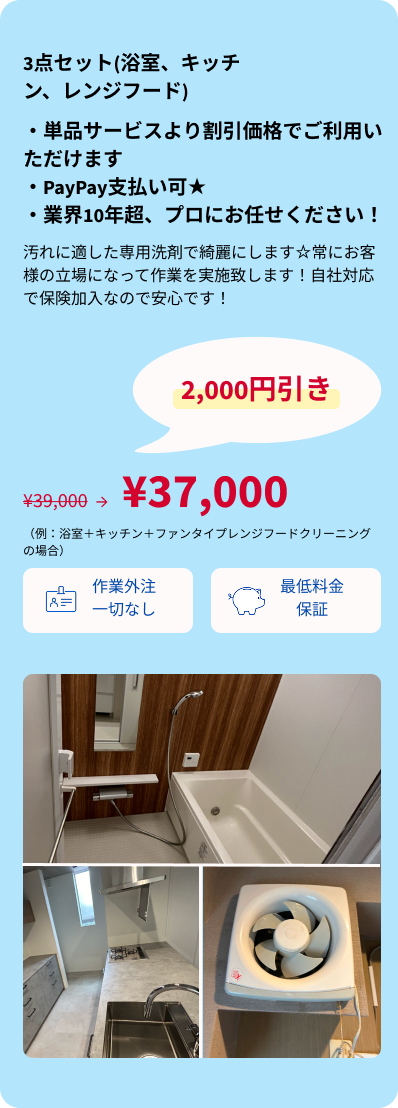 3点セット(浴室、キッチ
ン、レンジフード)
・単品サービスより割引価格でご利用い
ただけます
・PayPay支払い可★
・業界10年超、プロにお任せください！
汚れに適した専用洗剤で綺麗にします☆常にお客
様の立場になって作業を実施致します！自社対応
で保険加入なので安心です！
2,000円引き
¥39,000 → ¥37,000
（例：浴室＋キッチン＋ファンタイプレンジフードクリーニング
の場合）
作業外注
一切なし
最低料金
保証